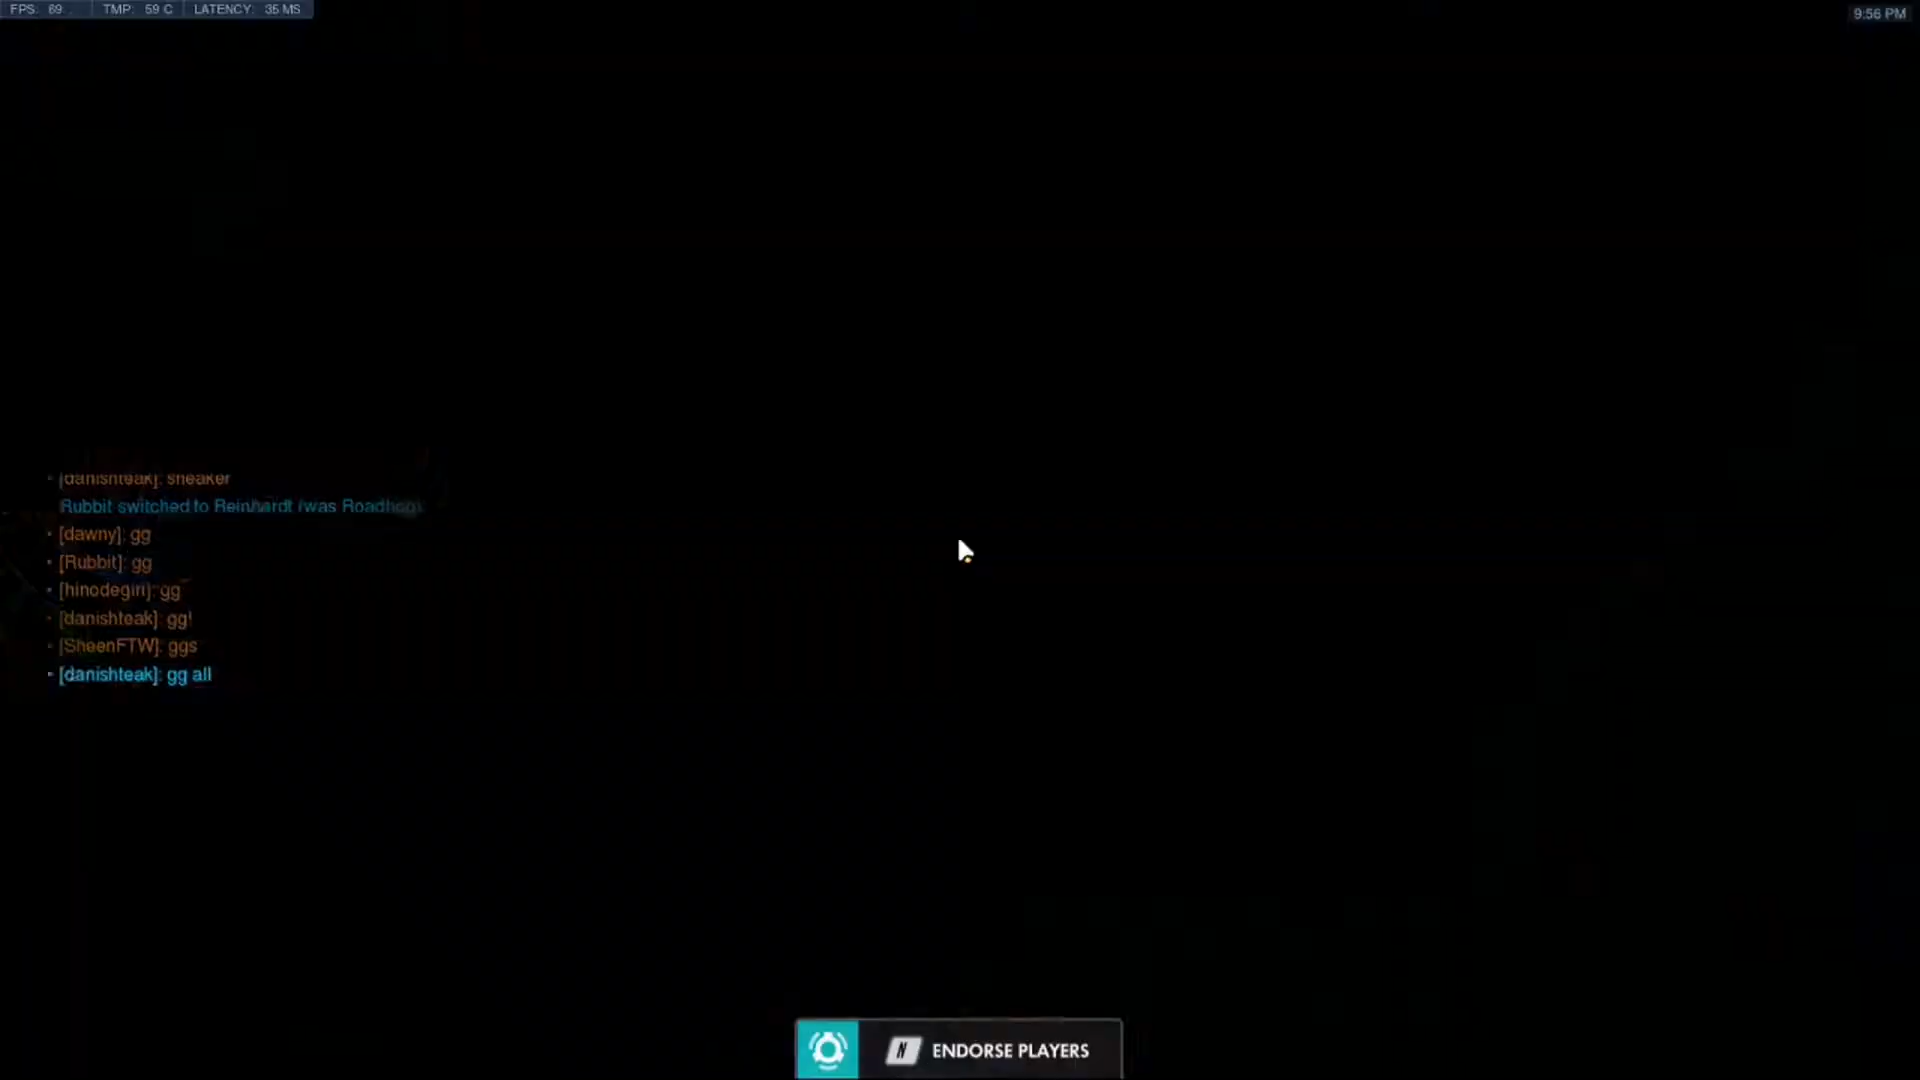 FPS: 69 TMP: 59 C LATENCY: 35 MS
9:56 PM
[danishteak]: sneaker
Rubbit switched to Reinhardt (was Roadhog).
[dawny]: gg
[Rubbit]: gg
[hinodegiri]: gg
[danishteak]: gg!
[SheenFTW]: ggs
[danishteak]: gg all
N ENDORSE PLAYERS